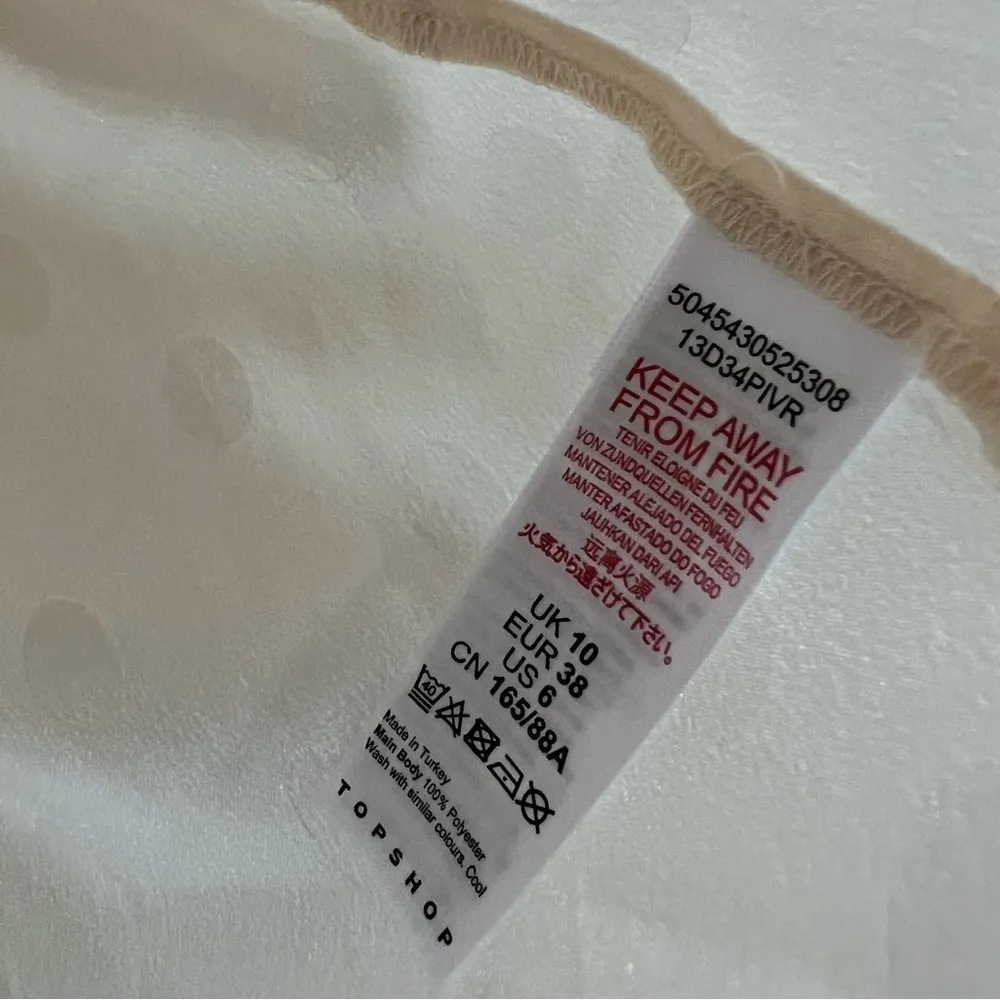 5045430525308
13D34PIVR
KEEP AWAY
FROM FIRE
TENIR ELOIGNE DU FEU
VON ZUNDQUELLEN FERNHALTEN
MANTENER ALEJADO DEL FUEGO
MANTER AFASTADO DO FOGO
JAUHKAN DARI API
远离火源
火気から遠ざけて下さい。
UK 10
EUR 38
US 6
CN 165/88A
40
Made in Turkey
Main Body 100% Polyester
Wash with similar colours. Cool
TOPSHOP